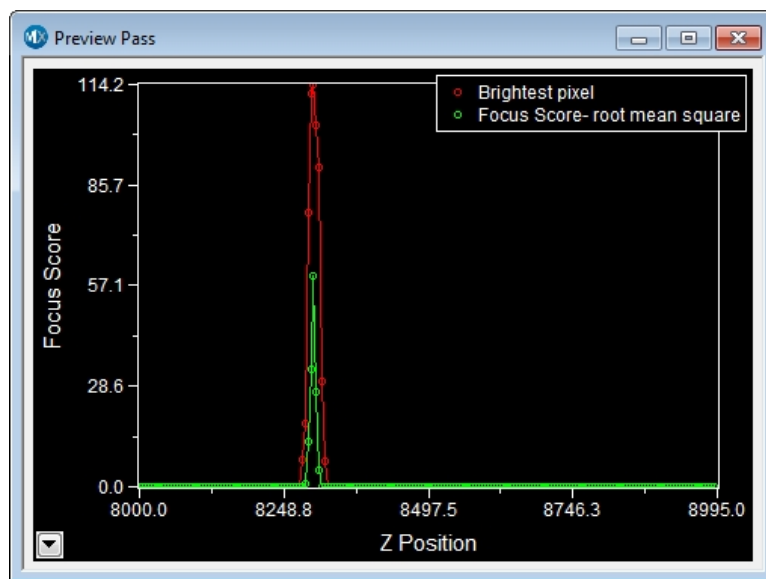 MX Preview Pass
114.2
Brightest pixel
Focus Score- root mean square
85.7
57.1
28.6
0.0
Focus Score
8000.0 8248.8 8497.5 8746.3 8995.0
Z Position